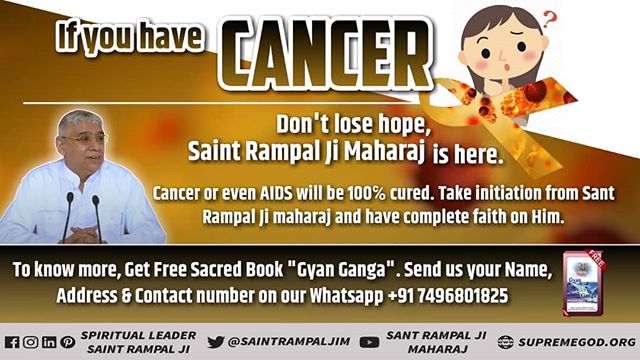 If you have CANCER
Don't lose hope,
Saint Rampal Ji Maharaj is here.
Cancer or even AIDS will be 100% cured. Take initiation from Sant
Rampal Ji maharaj and have complete faith on Him.
FREE
Gyan
Ganga
To know more, Get Free Sacred Book "Gyan Ganga". Send us your Name,
Address & Contact number on our Whatsapp +91 7496801825
SPIRITUAL LEADER
SAINT RAMPAL JI
@SAINTRAMPALJIM
SANT RAMPAL JI
MAHARAJ
SUPREMEGOD.ORG